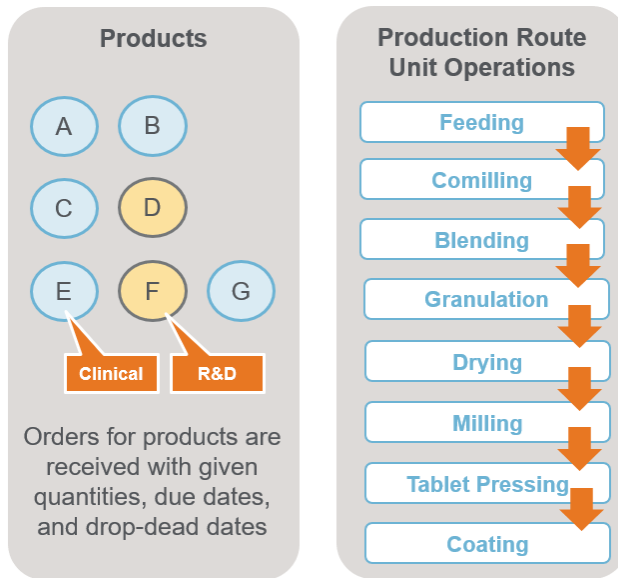 Products
A
B
C
D
E
F
G
Clinical
R&D
Orders for products are
received with given
quantities, due dates,
and drop-dead dates
Production Route
Unit Operations
Feeding
Comilling
Blending
Granulation
Drying
Milling
Tablet Pressing
Coating